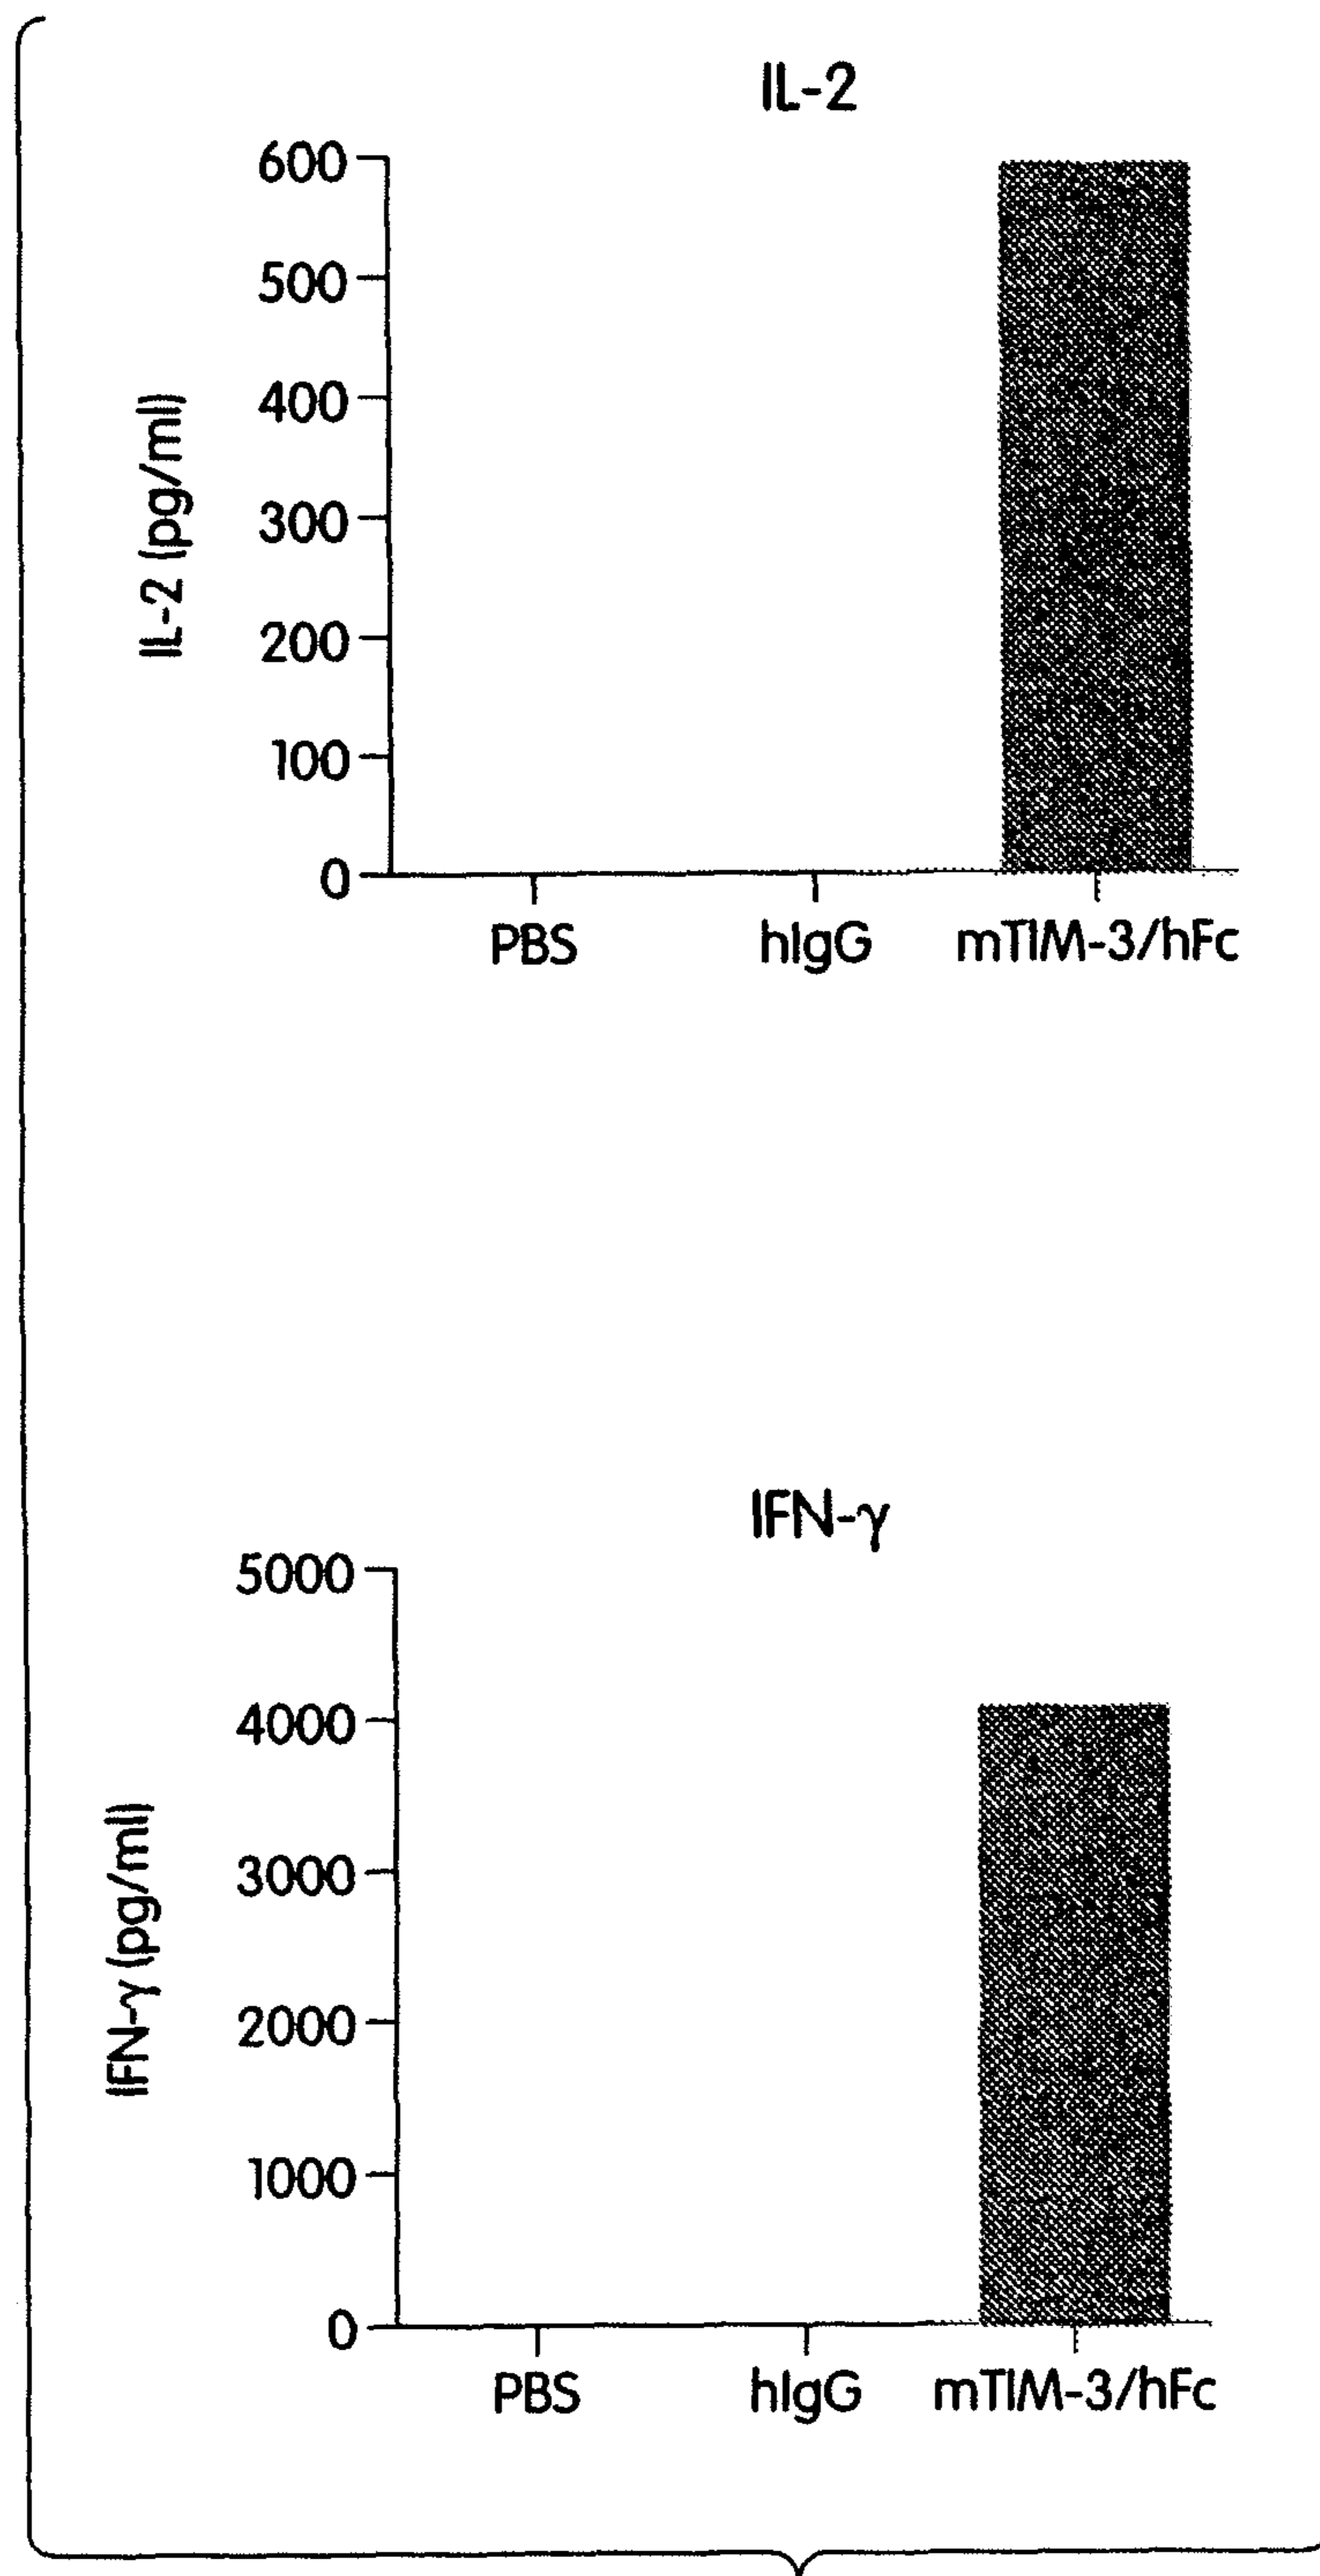 IL-2
600
500
400
300
200
100
0
IL-2 (pg/ml)
PBS hIgG mTIM-3/hFc
IFN-γ
5000
4000
3000
2000
1000
0
IFN-γ (pg/ml)
PBS hIgG mTIM-3/hFc